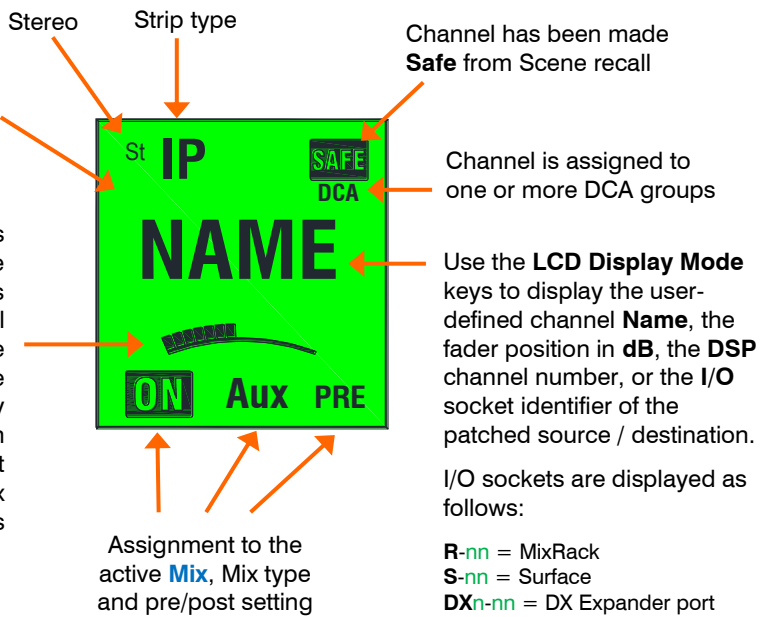 Stereo
Strip type
Channel has been made
Safe from Scene recall
St IP
SAFE
DCA
Channel is assigned to
one or more DCA groups
NAME
Use the LCD Display Mode
keys to display the user-
defined channel Name, the
fader position in dB, the DSP
channel number, or the I/O
socket identifier of the
patched source / destination.
ON Aux PRE
I/O sockets are displayed as
follows:
R-nn = MixRack
S-nn = Surface
DXn-nn = DX Expander port
Assignment to the
active Mix, Mix type
and pre/post setting